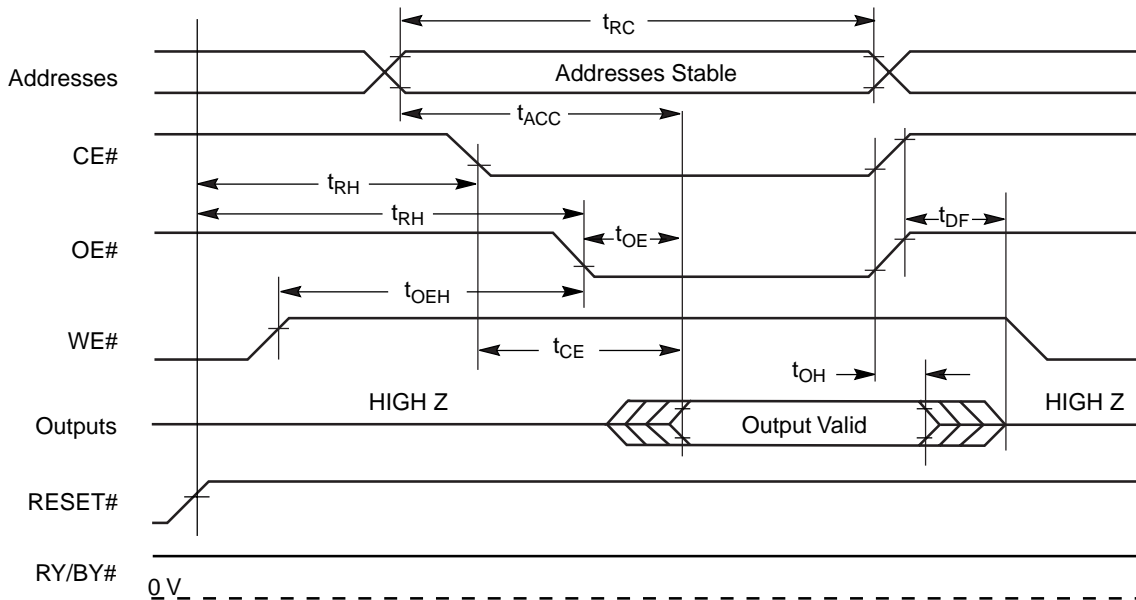 tRC
Addresses
Addresses Stable
tACC
CE#
tRH
tRH
tDF
OE#
tOE
tOEH
WE#
tCE
tOH
HIGH Z
HIGH Z
Outputs
Output Valid
RESET#
RY/BY#
0 V